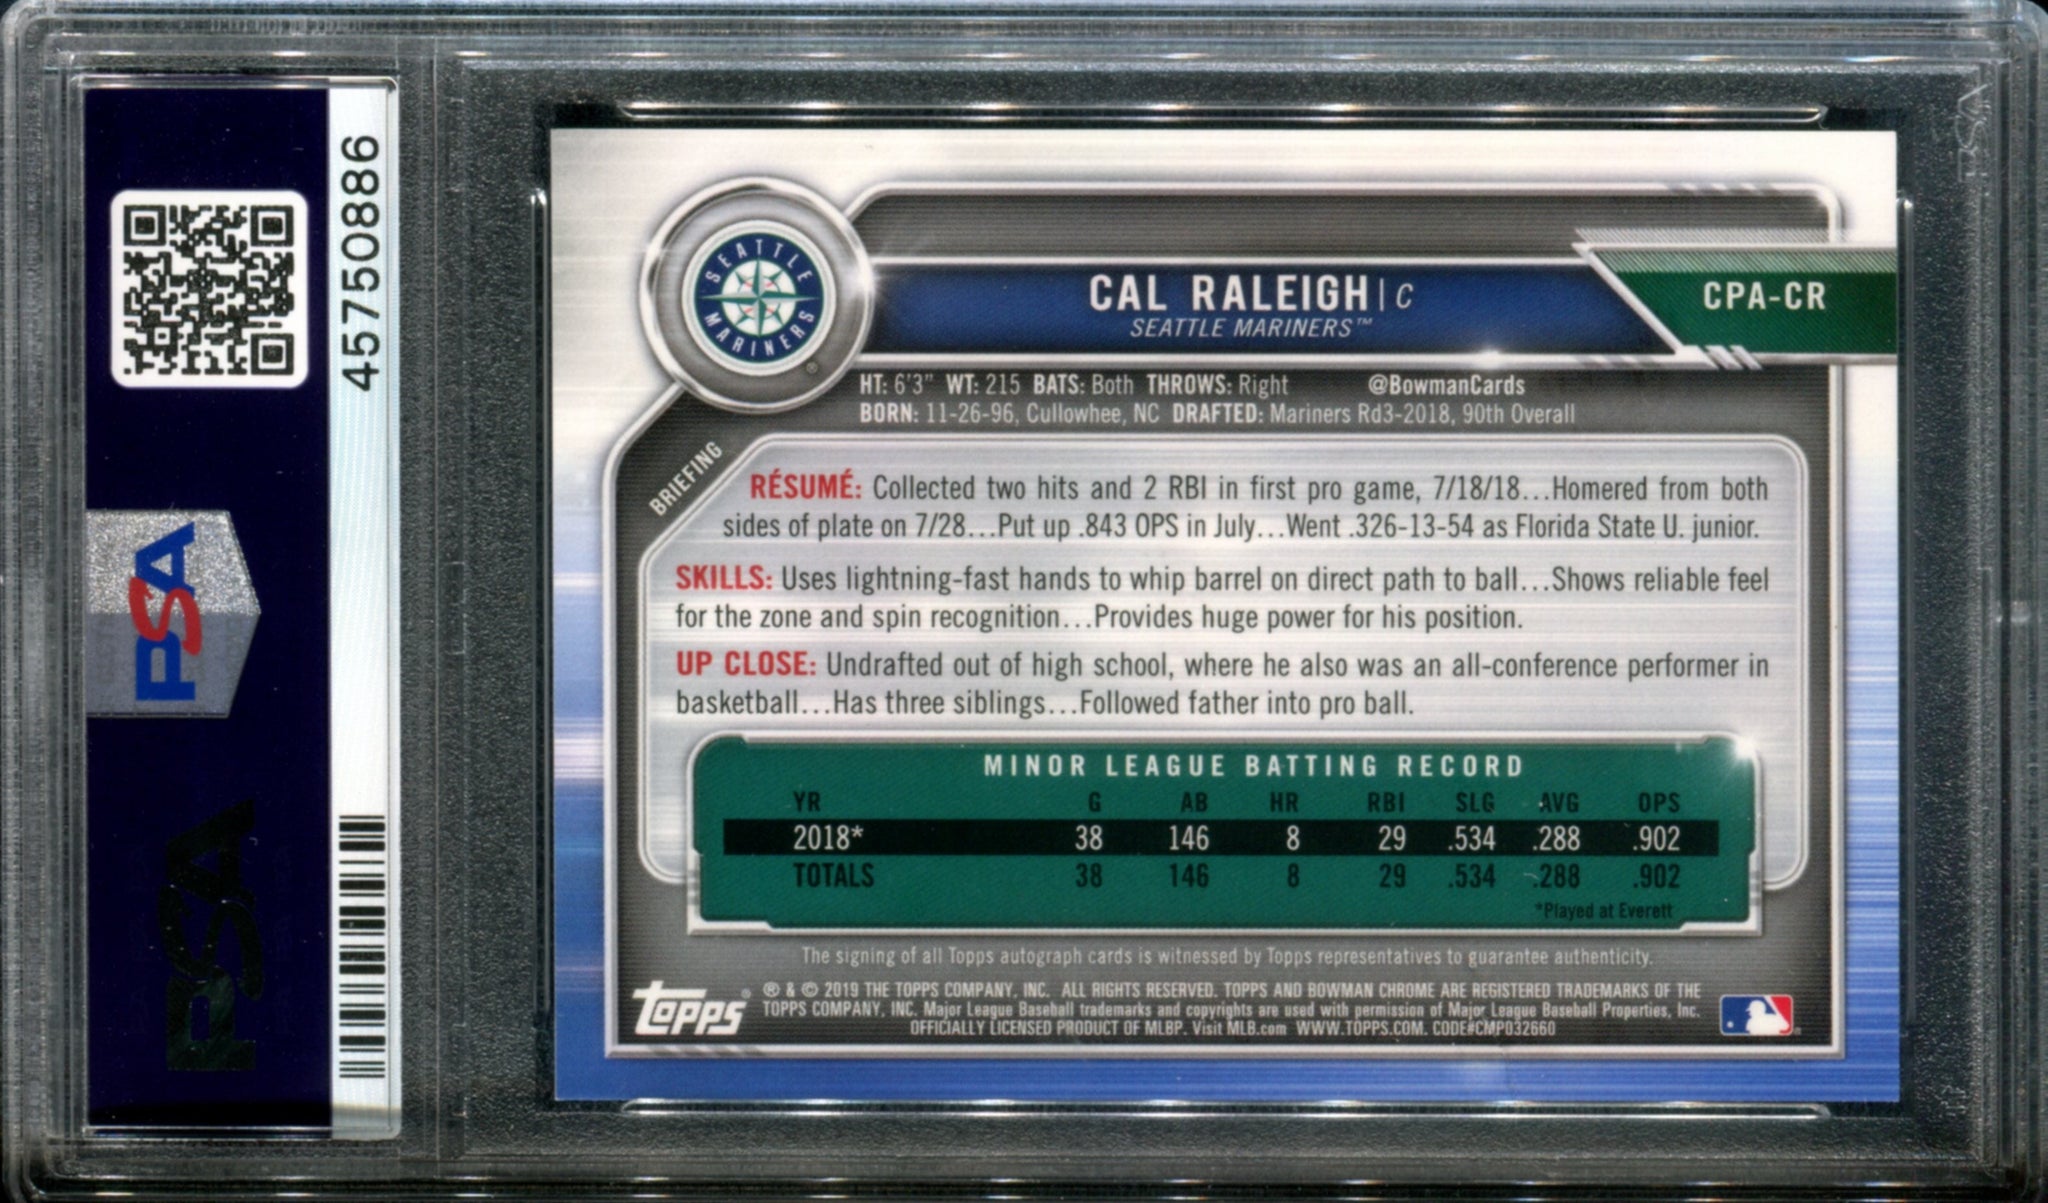 45750886
PSA
PSA
SEATTLE MARINERS ®
CAL RALEIGH | C
SEATTLE MARINERS™
CPA-CR
HT: 6'3" WT: 215 BATS: Both THROWS: Right @BowmanCards
BORN: 11-26-96, Cullowhee, NC DRAFTED: Mariners Rd3-2018, 90th Overall
BRIEFING
RÉSUMÉ: Collected two hits and 2 RBI in first pro game, 7/18/18...Homered from both
sides of plate on 7/28...Put up .843 OPS in July...Went .326-13-54 as Florida State U. junior.
SKILLS: Uses lightning-fast hands to whip barrel on direct path to ball...Shows reliable feel
for the zone and spin recognition...Provides huge power for his position.
UP CLOSE: Undrafted out of high school, where he also was an all-conference performer in
basketball...Has three siblings...Followed father into pro ball.
MINOR LEAGUE BATTING RECORD
YR G AB HR RBI SLG AVG OPS
2018* 38 146 8 29 .534 .288 .902
TOTALS 38 146 8 29 .534 .288 .902
*Played at Everett
The signing of all Topps autograph cards is witnessed by Topps representatives to guarantee authenticity.
topps®
® & © 2019 THE TOPPS COMPANY, INC. ALL RIGHTS RESERVED. TOPPS AND BOWMAN CHROME ARE REGISTERED TRADEMARKS OF THE
TOPPS COMPANY, INC. Major League Baseball trademarks and copyrights are used with permission of Major League Baseball Properties, Inc.
OFFICIALLY LICENSED PRODUCT OF MLBP. Visit MLB.com WWW.TOPPS.COM. CODE#CMP032660